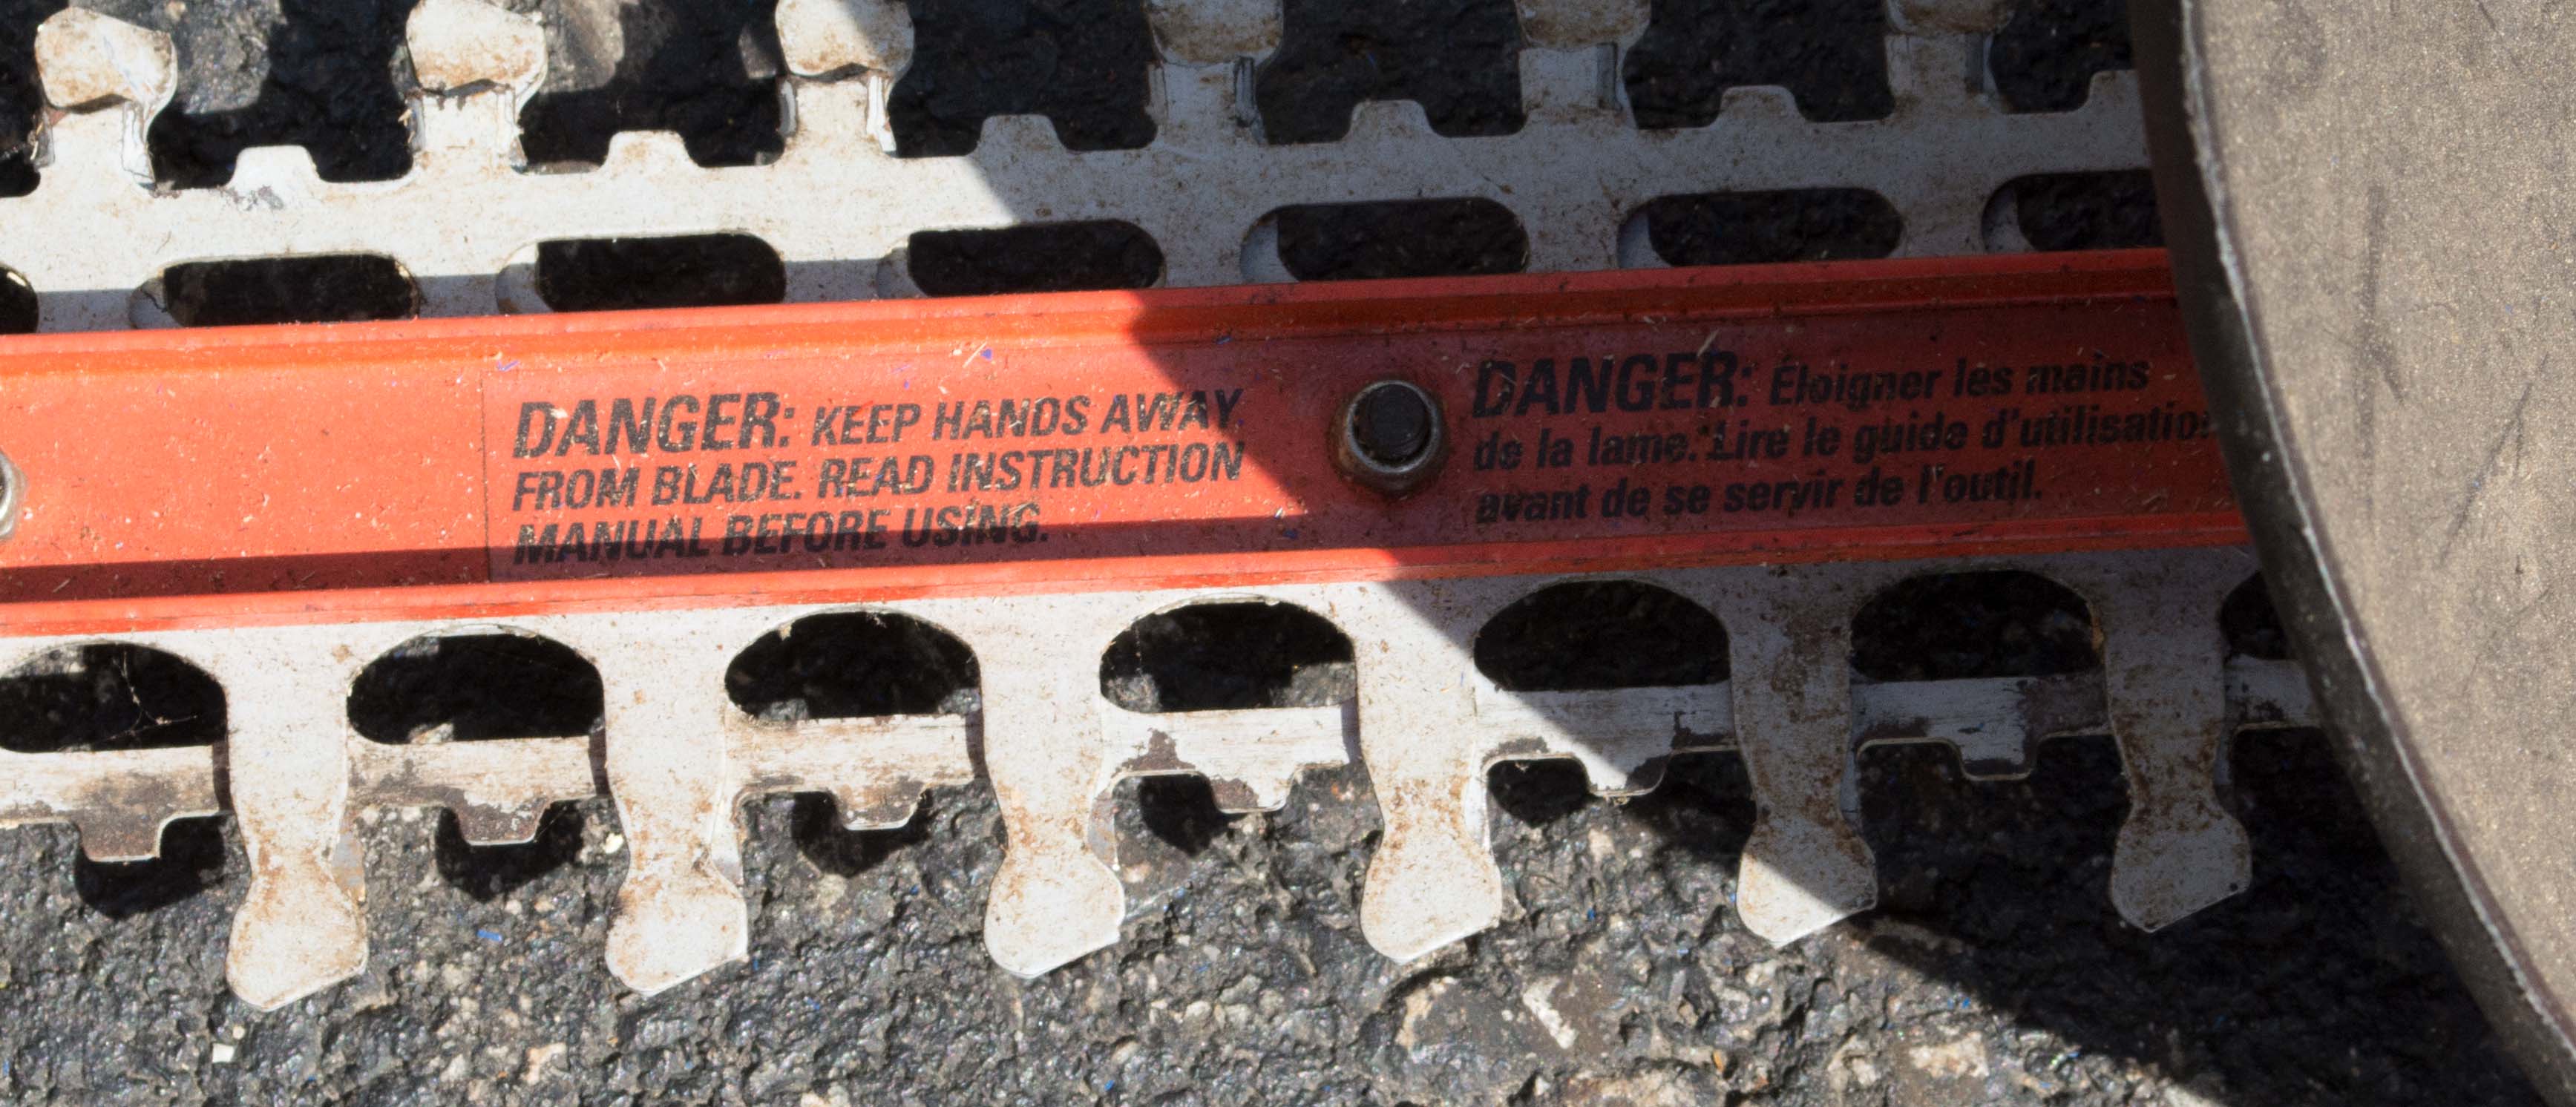 DANGER: KEEP HANDS AWAY
FROM BLADE. READ INSTRUCTION
MANUAL BEFORE USING.
DANGER: Éloigner les mains
de la lame. Lire le guide d'utilisation
avant de se servir de l'outil.